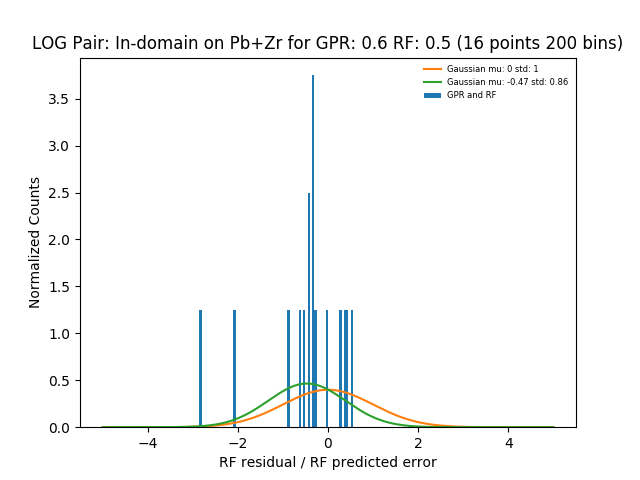 LOG Pair: In-domain on Pb+Zr for GPR: 0.6 RF: 0.5 (16 points 200 bins)
Gaussian mu: 0 std: 1
Gaussian mu: -0.47 std: 0.86
GPR and RF
Normalized Counts
3.5
3.0
2.5
2.0
1.5
1.0
0.5
0.0
−4
−2
0
2
4
RF residual / RF predicted error